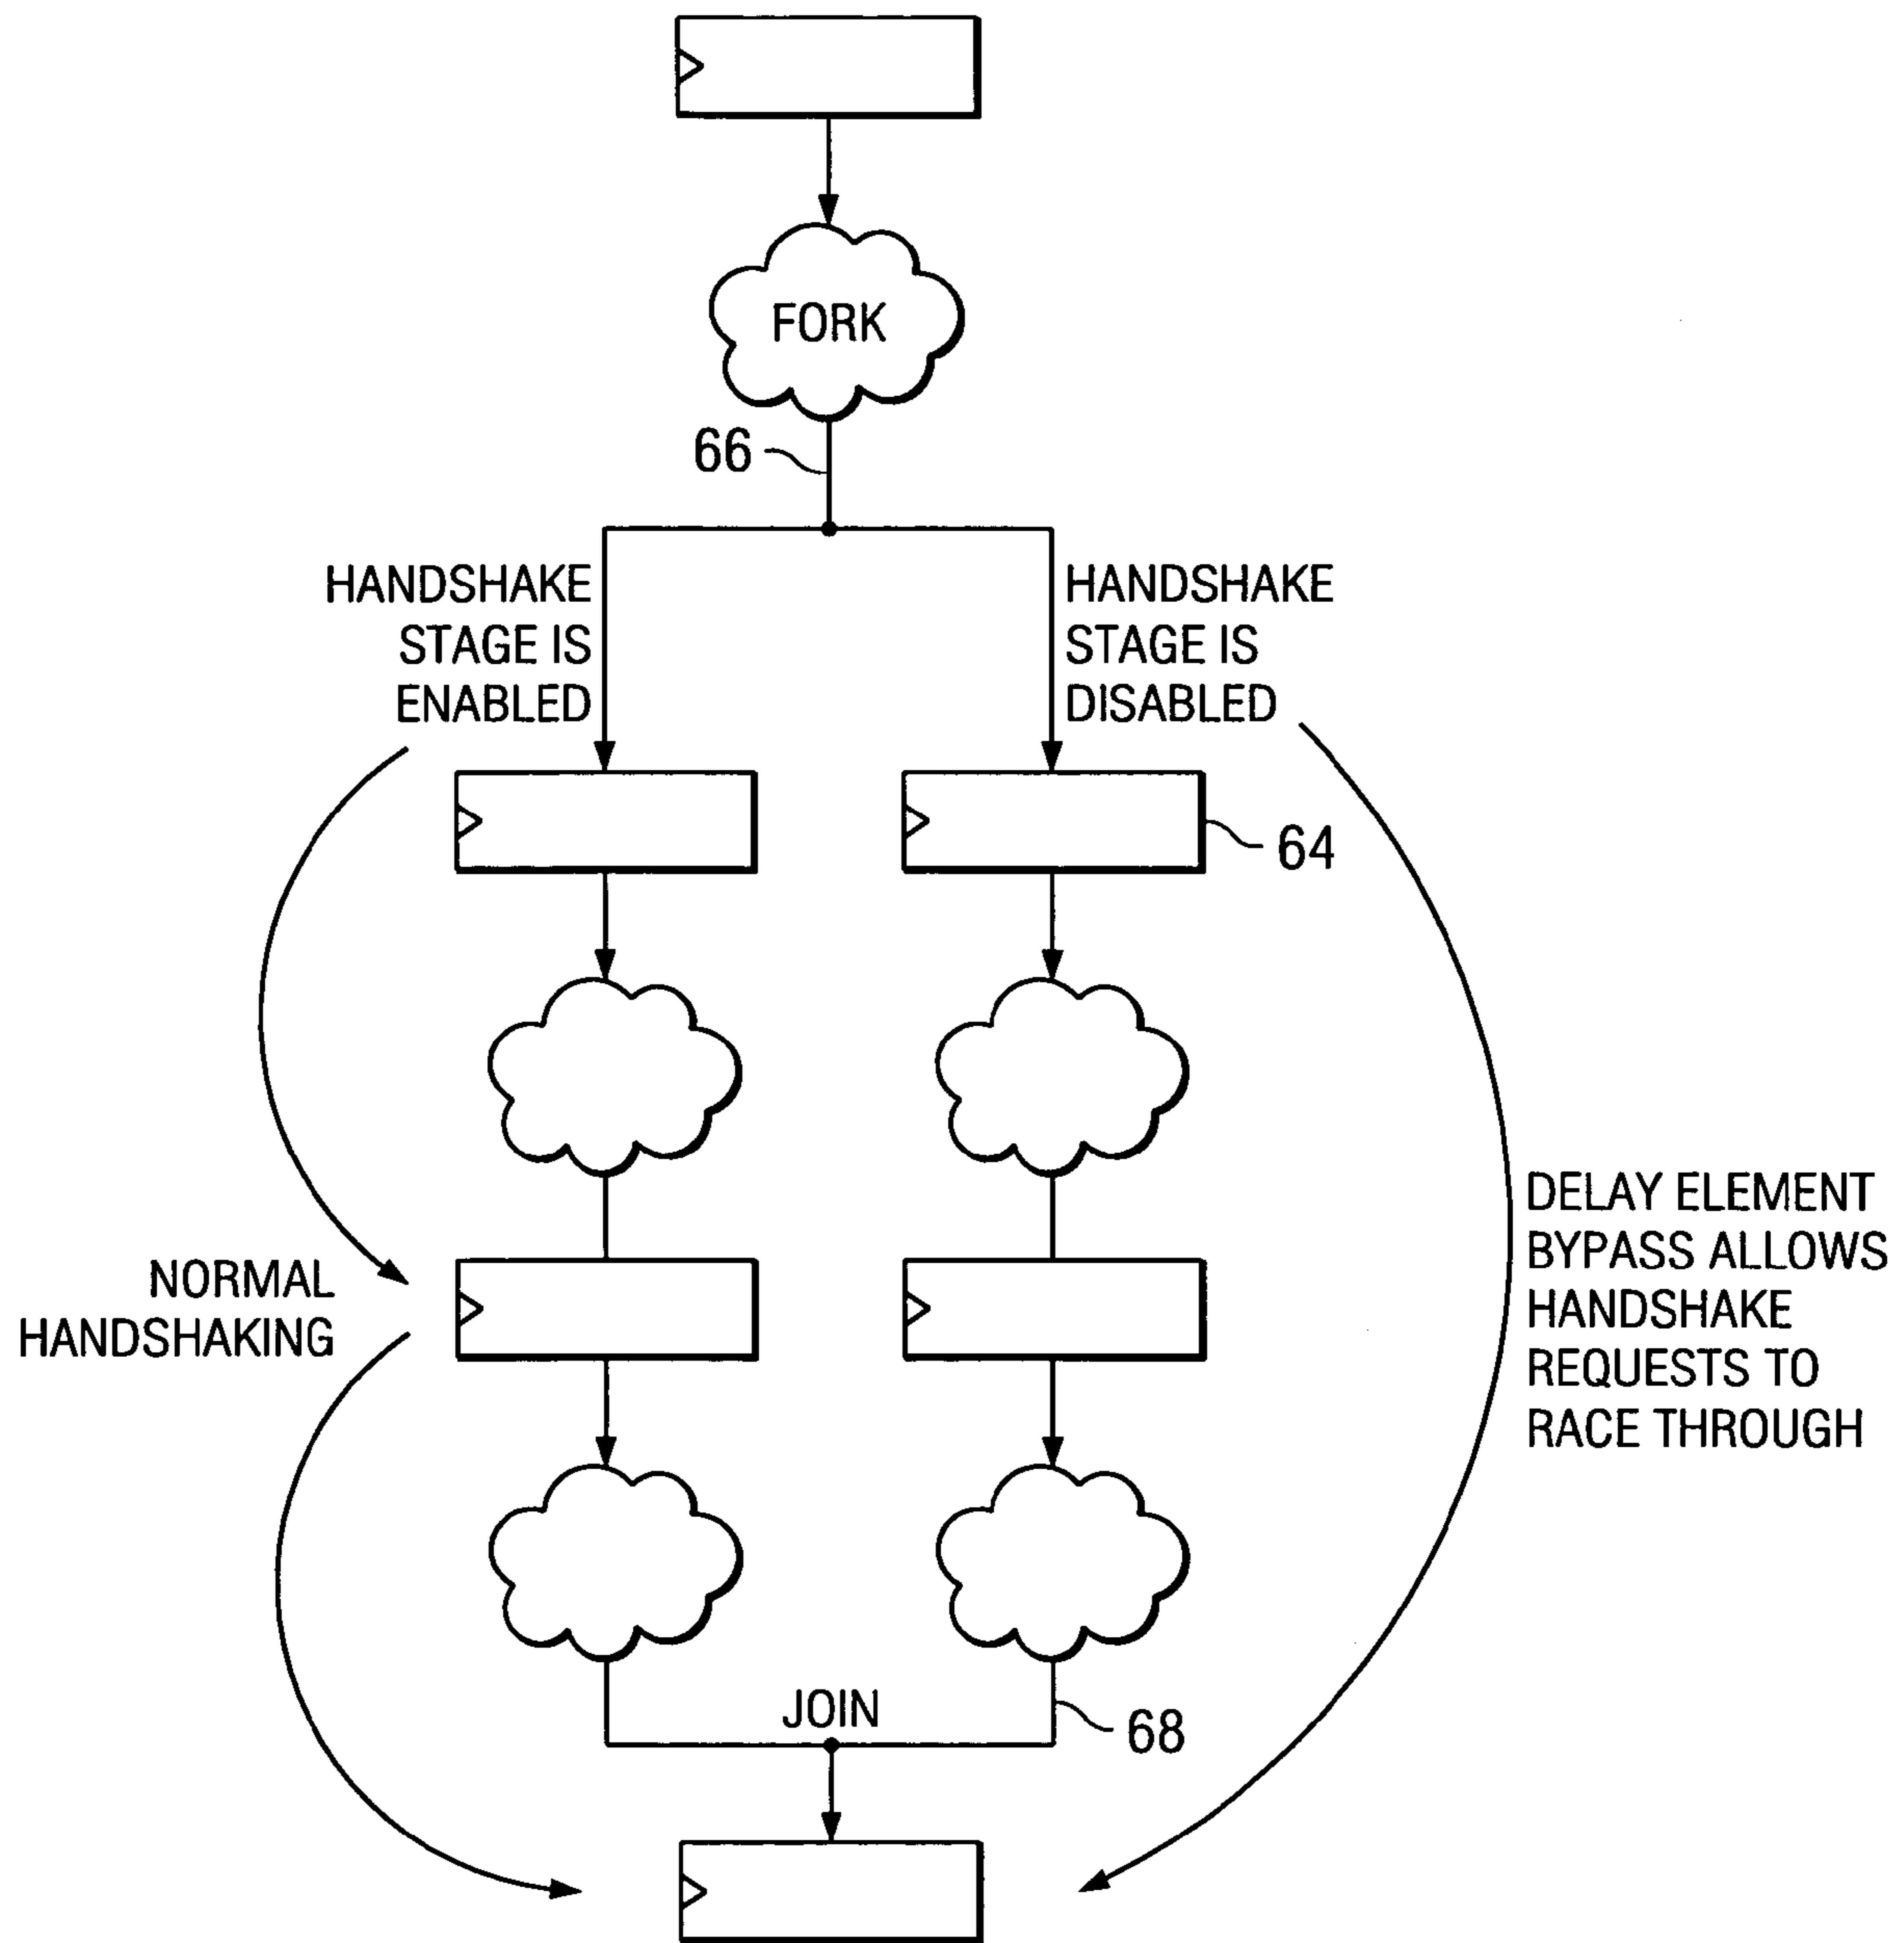 FORK
66
HANDSHAKE
STAGE IS
ENABLED
HANDSHAKE
STAGE IS
DISABLED
64
NORMAL
HANDSHAKING
DELAY ELEMENT
BYPASS ALLOWS
HANDSHAKE
REQUESTS TO
RACE THROUGH
JOIN
68